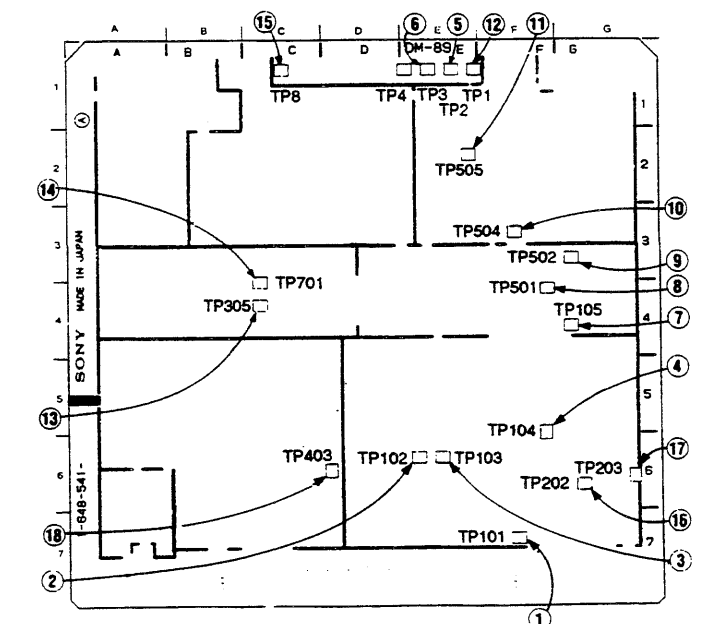 A B C D E F G
A B C D DM-89 E F G
15 6 5 12 11
TP8 TP4 TP3 TP2 TP1
1 1
A
TP505
2 2
14
10
TP504
3 3
TP502
9
TP701
TP501
8
TP305
TP105
7
4 4
SONY MADE IN JAPAN
4
5 5
13
TP104
TP403 TP102 TP103 TP203
17
6 6
TP202
-648-541-
18
16
TP101
7 7
2
3
1